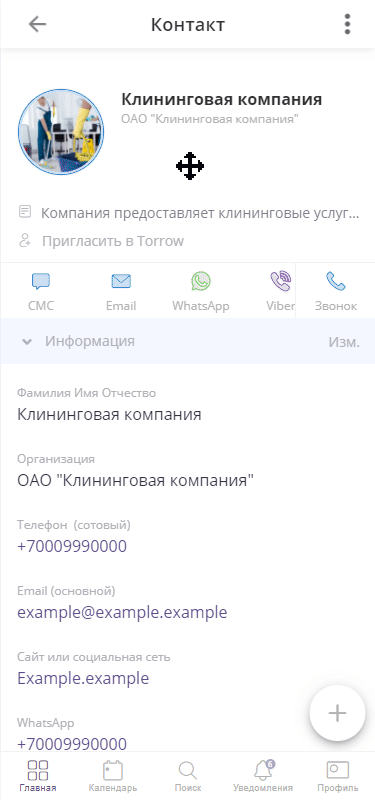 Контакт
Клининговая компания
ОАО "Клининговая компания"
Компания предоставляет клининговые услуг...
Пригласить в Torrow
СМС
Email
WhatsApp
Viber
Звонок
Информация
Изм.
Фамилия Имя Отчество
Клининговая компания
Организация
ОАО "Клининговая компания"
Телефон (сотовый)
+70009990000
Email (основной)
example@example.example
Сайт или социальная сеть
Example.example
WhatsApp
+70009990000
6
Главная
Календарь
Поиск
Уведомления
Профиль